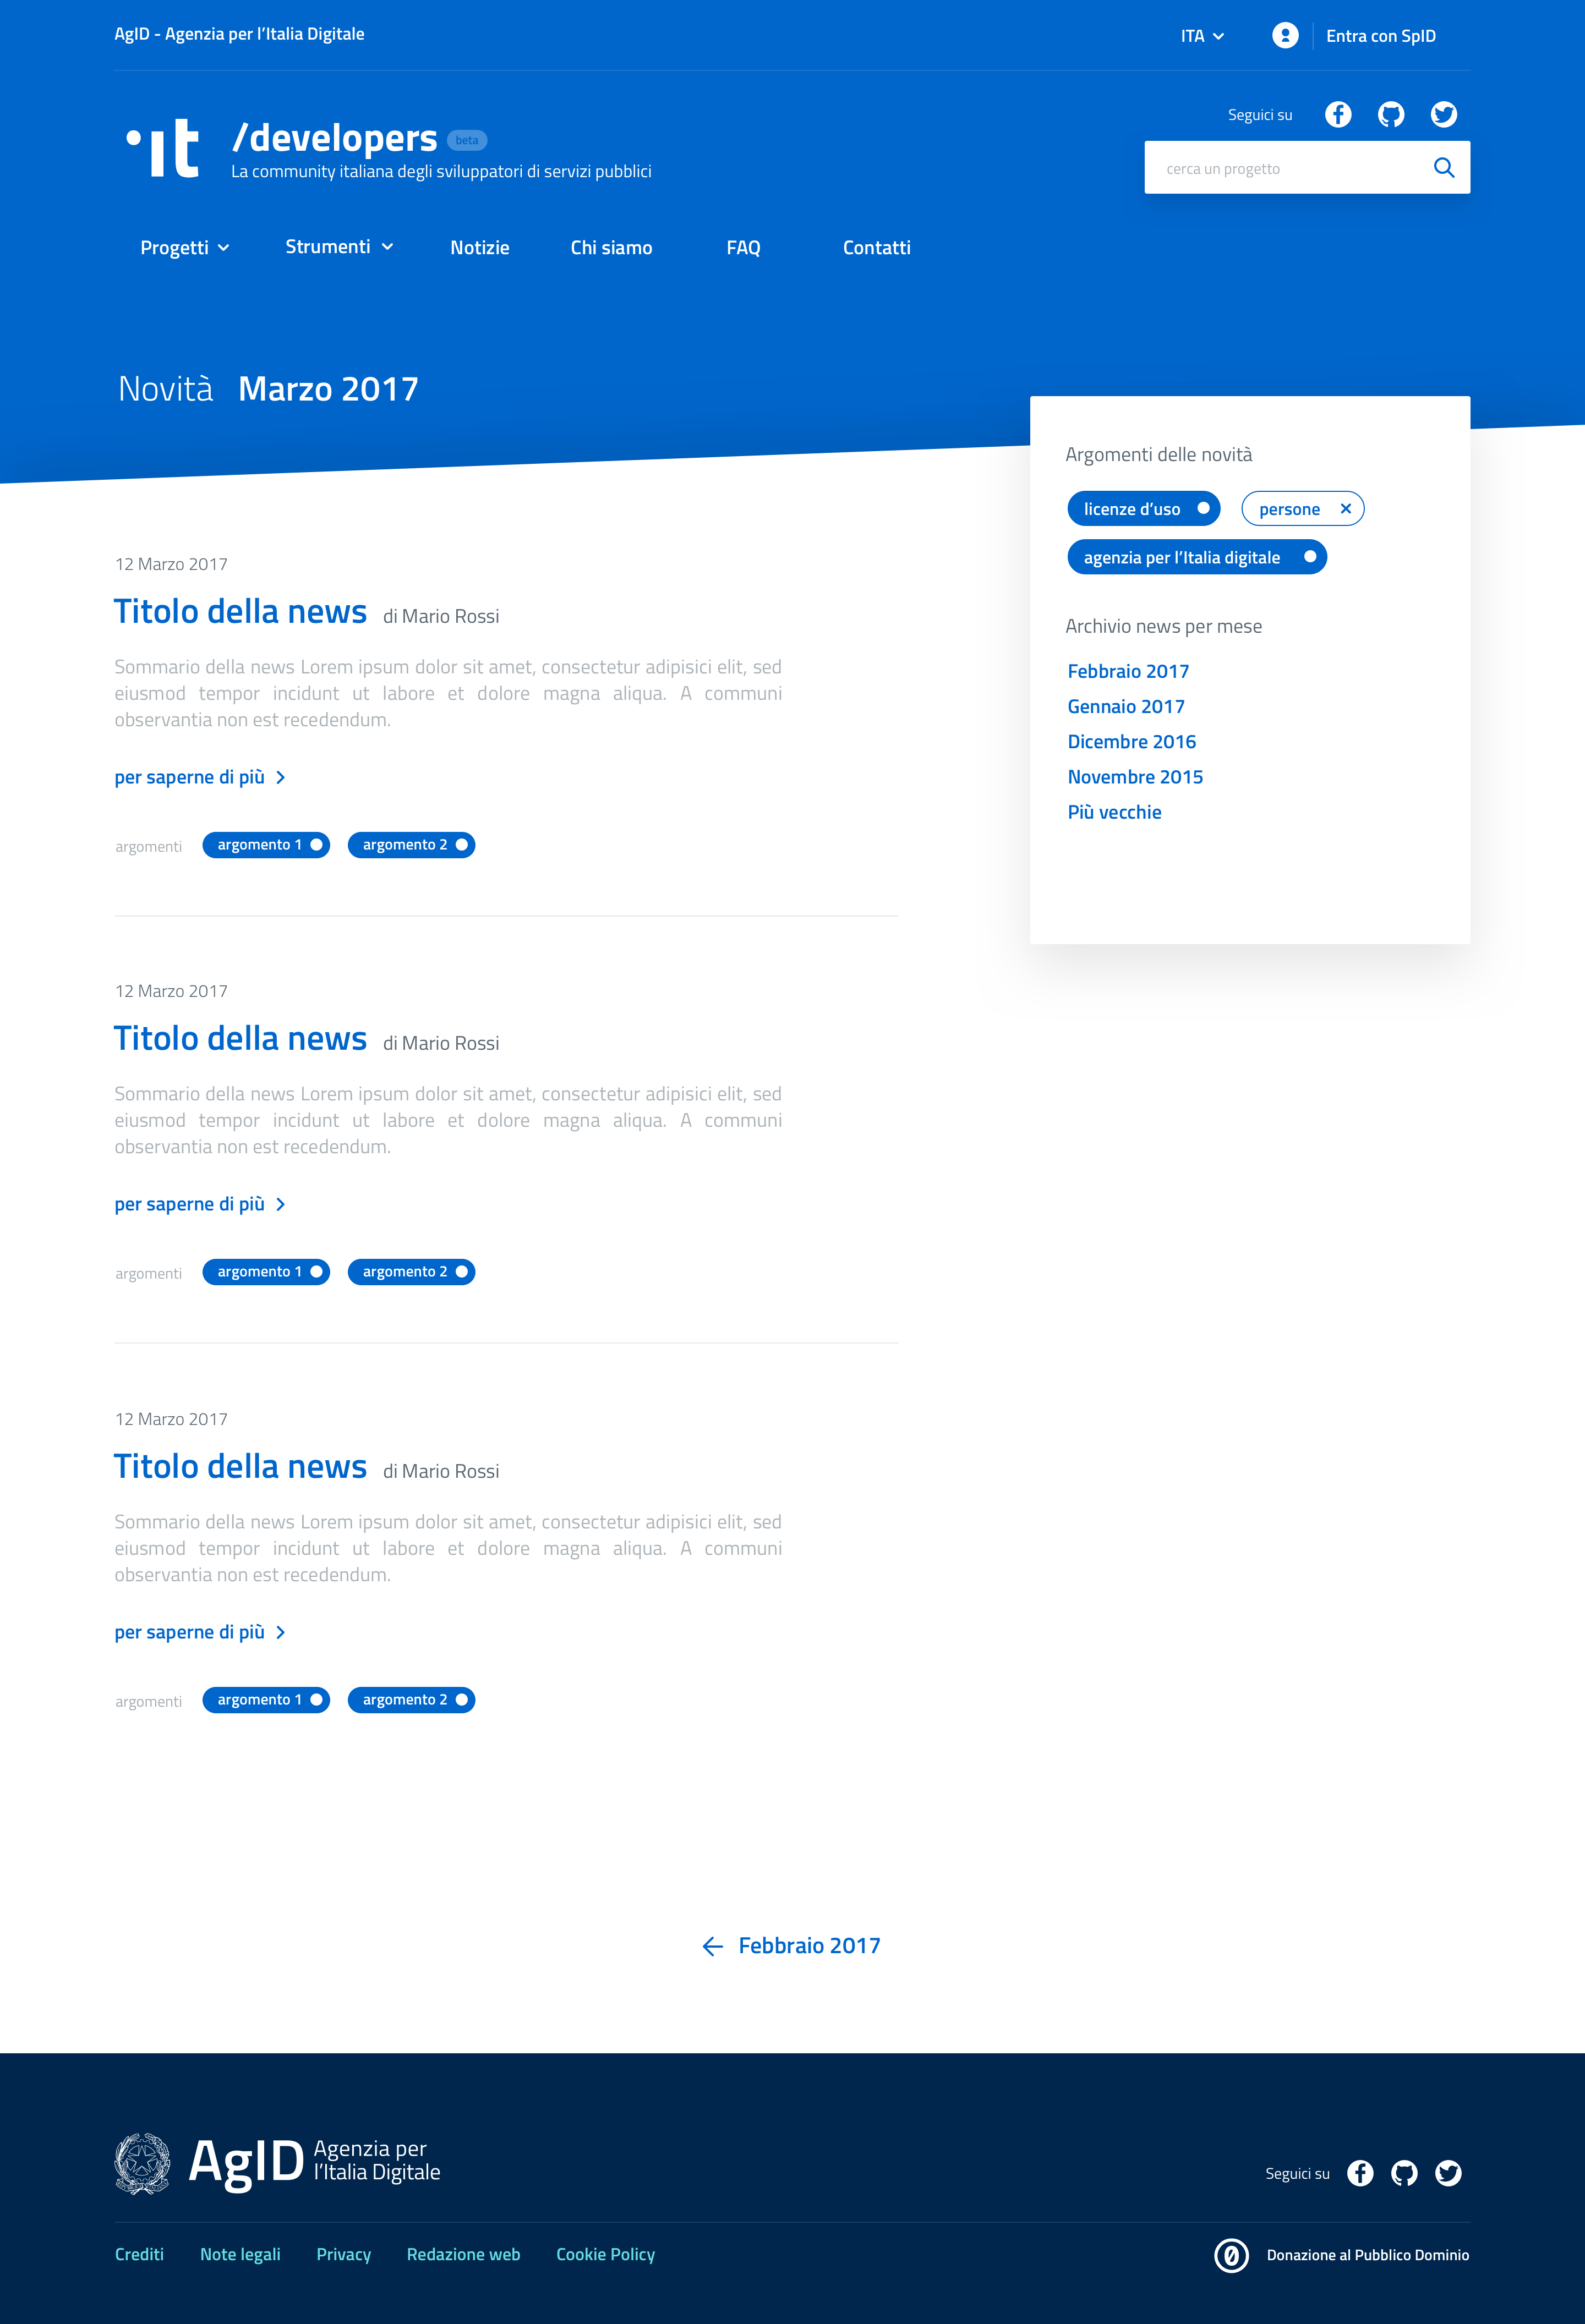 AgID - Agenzia per l’Italia Digitale
ITA
Entra con SpID
Seguici su
it
/developers beta
La community italiana degli sviluppatori di servizi pubblici
cerca un progetto
Progetti Strumenti Notizie Chi siamo FAQ Contatti
Novità Marzo 2017
12 Marzo 2017
Titolo della news di Mario Rossi
Sommario della news Lorem ipsum dolor sit amet, consectetur adipisici elit, sed
eiusmod tempor incidunt ut labore et dolore magna aliqua. A communi
observantia non est recedendum.
per saperne di più
argomenti argomento 1 argomento 2
12 Marzo 2017
Titolo della news di Mario Rossi
Sommario della news Lorem ipsum dolor sit amet, consectetur adipisici elit, sed
eiusmod tempor incidunt ut labore et dolore magna aliqua. A communi
observantia non est recedendum.
per saperne di più
argomenti argomento 1 argomento 2
12 Marzo 2017
Titolo della news di Mario Rossi
Sommario della news Lorem ipsum dolor sit amet, consectetur adipisici elit, sed
eiusmod tempor incidunt ut labore et dolore magna aliqua. A communi
observantia non est recedendum.
per saperne di più
argomenti argomento 1 argomento 2
Argomenti delle novità
licenze d’uso persone
agenzia per l’Italia digitale
Archivio news per mese
Febbraio 2017
Gennaio 2017
Dicembre 2016
Novembre 2015
Più vecchie
Febbraio 2017
AgID Agenzia per
l’Italia Digitale
Seguici su
Crediti Note legali Privacy Redazione web Cookie Policy
Donazione al Pubblico Dominio